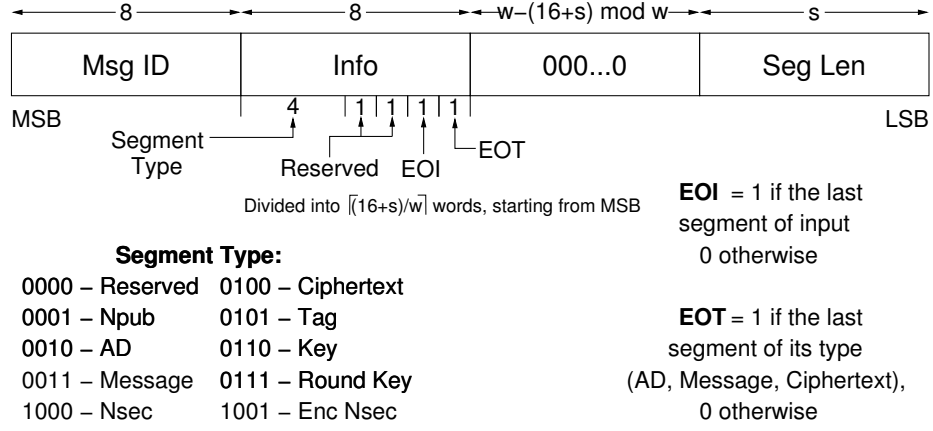 8 8 w−(16+s) mod w s
Msg ID Info 000...0 Seg Len
MSB 4 1 1 1 1 LSB
Segment Type
Reserved EOI EOT
Divided into ⌈(16+s)/w⌉ words, starting from MSB
EOI = 1 if the last
segment of input
0 otherwise
Segment Type:
0000 − Reserved 0100 − Ciphertext
0001 − Npub 0101 − Tag
0010 − AD 0110 − Key
0011 − Message 0111 − Round Key
1000 − Nsec 1001 − Enc Nsec
EOT = 1 if the last
segment of its type
(AD, Message, Ciphertext),
0 otherwise